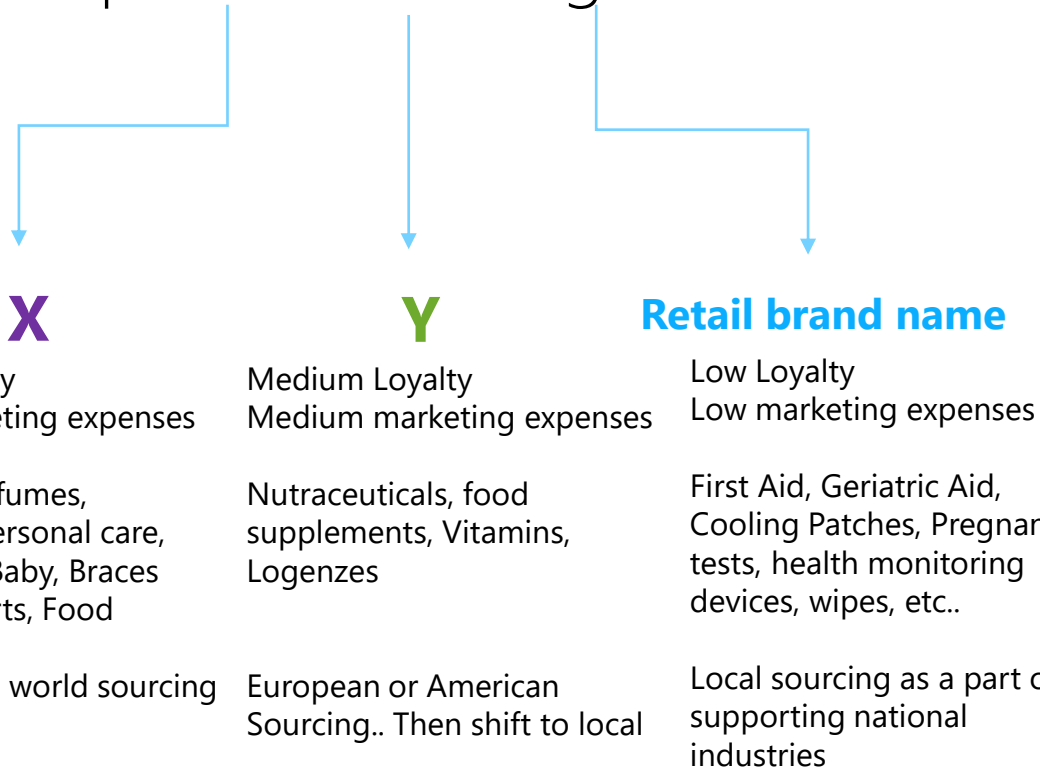 X
y
eting expenses
fumes,
ersonal care,
Baby, Braces
rts, Food
world sourcing
Y
Medium Loyalty
Medium marketing expenses
Nutraceuticals, food
supplements, Vitamins,
Logenzes
European or American
Sourcing.. Then shift to local
Retail brand name
Low Loyalty
Low marketing expenses
First Aid, Geriatric Aid,
Cooling Patches, Pregnan
tests, health monitoring
devices, wipes, etc..
Local sourcing as a part o
supporting national
industries